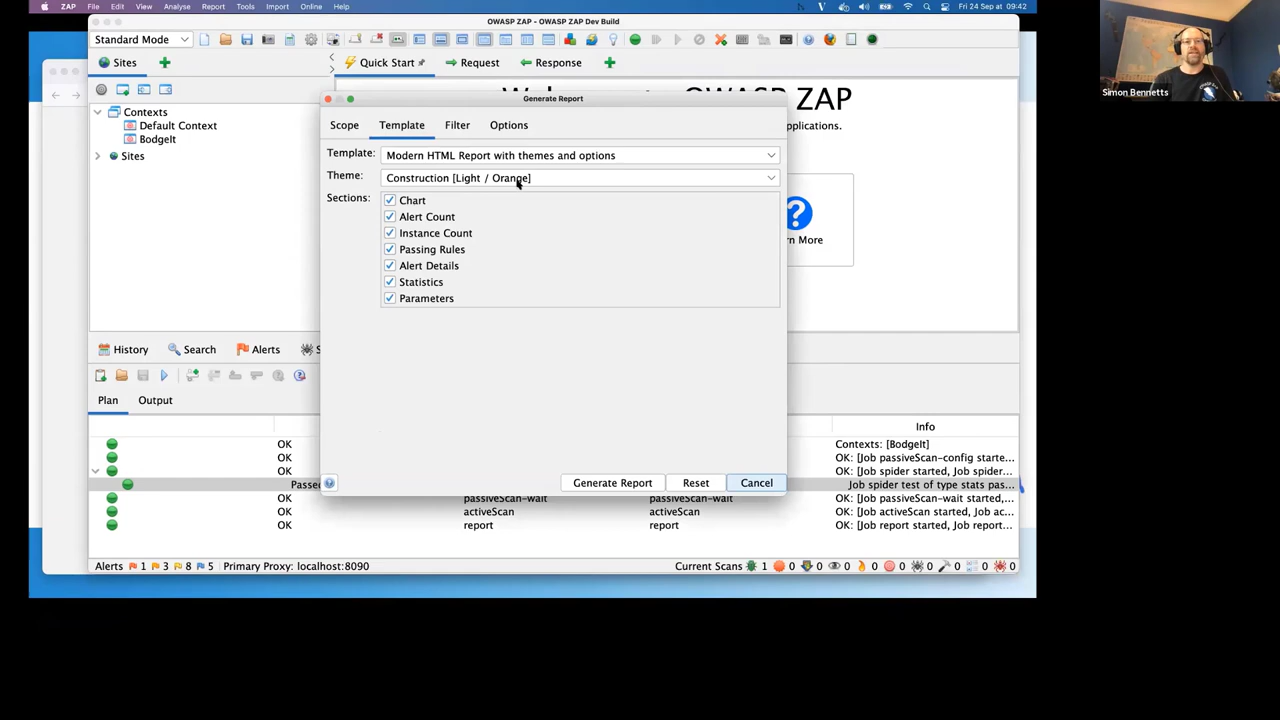 ZAP File Edit View Analyse Report Tools Import Online Help
Fri 24 Sep at 09:42
OWASP ZAP - OWASP ZAP Dev Build
Standard Mode
Sites
Quick Start Request Response
Contexts
Default Context
BodgeIt
Sites
OWASP ZAP
applications.
Learn More
Generate Report
Scope Template Filter Options
Template: Modern HTML Report with themes and options
Theme: Construction [Light / Orange]
Sections:
Chart
Alert Count
Instance Count
Passing Rules
Alert Details
Statistics
Parameters
Generate Report Reset Cancel
History Search Alerts
Plan Output
Info
OK Contexts: [BodgeIt]
OK OK: [Job passiveScan-config starte...
OK OK: [Job spider started, Job spider...
Passed Job spider test of type stats pas...
OK passiveScan-wait passiveScan-wait OK: [Job passiveScan-wait started,...
OK activeScan activeScan OK: [Job activeScan started, Job ac...
OK report report OK: [Job report started, Job report...
Alerts 1 3 8 5 Primary Proxy: localhost:8090 Current Scans 1 0 0 0 0 0 0 0 0 0
Simon Bennetts